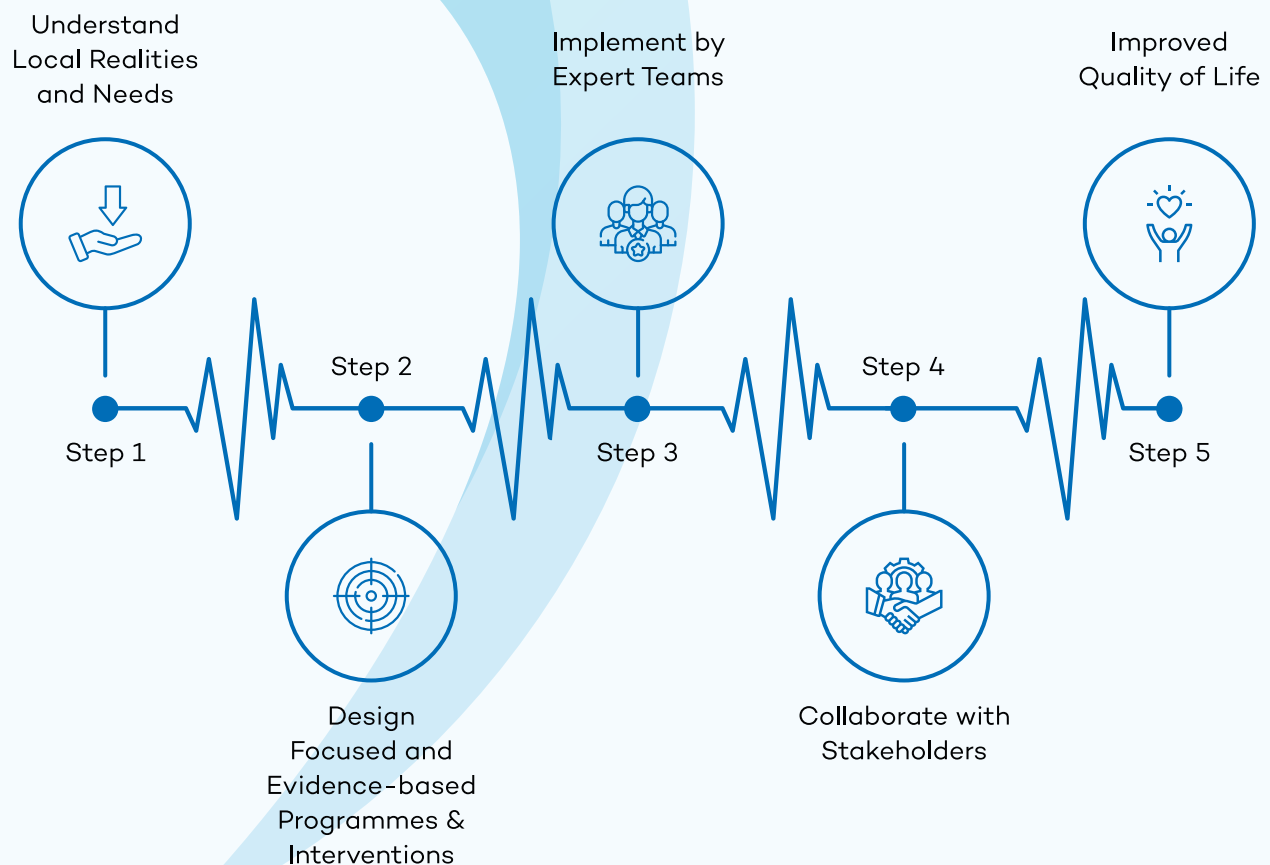 Understand
Local Realities
and Needs
Step 1
Step 2
Design
Focused and
Evidence-based
Programmes &
Interventions
Implement by
Expert Teams
Step 3
Step 4
Collaborate with
Stakeholders
Improved
Quality of Life
Step 5